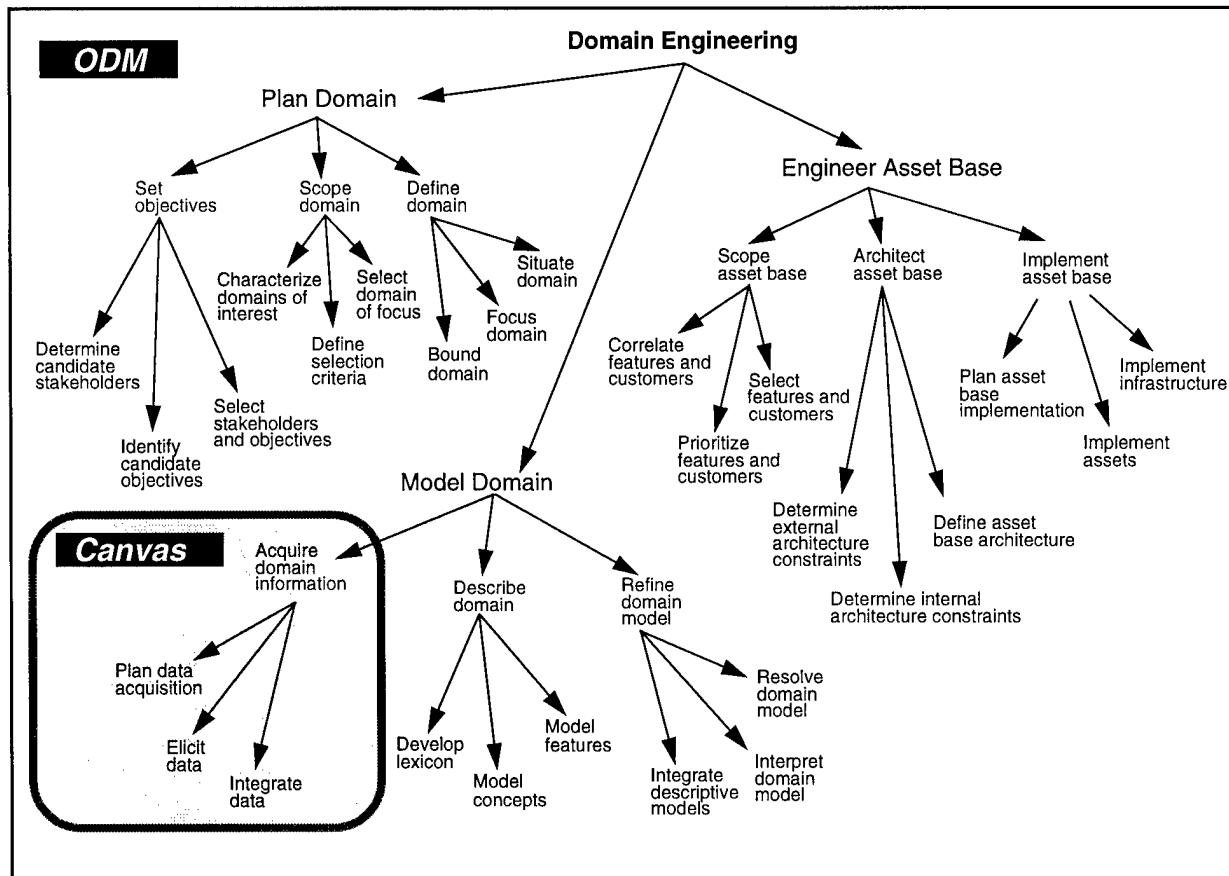 Domain Engineering
ODM
Plan Domain
Engineer Asset Base
Set
objectives
Scope
domain
Define
domain
Situate
domain
Characterize
domains of
interest
Select
domain
of focus
Focus
domain
Define
selection
criteria
Bound
domain
Determine
candidate
stakeholders
Select
stakeholders
and objectives
Identify
candidate
objectives
Scope
asset base
Architect
asset base
Implement
asset base
Correlate
features and
customers
Select
features and
customers
Prioritize
features and
customers
Plan asset
base
implementation
Implement
infrastructure
Implement
assets
Determine
external
architecture
constraints
Define asset
base architecture
Determine internal
architecture constraints
Model Domain
Canvas
Acquire
domain
information
Plan data
acquisition
Elicit
data
Integrate
data
Describe
domain
Develop
lexicon
Model
concepts
Model
features
Refine
domain
model
Resolve
domain
model
Integrate
descriptive
models
Interpret
domain
model